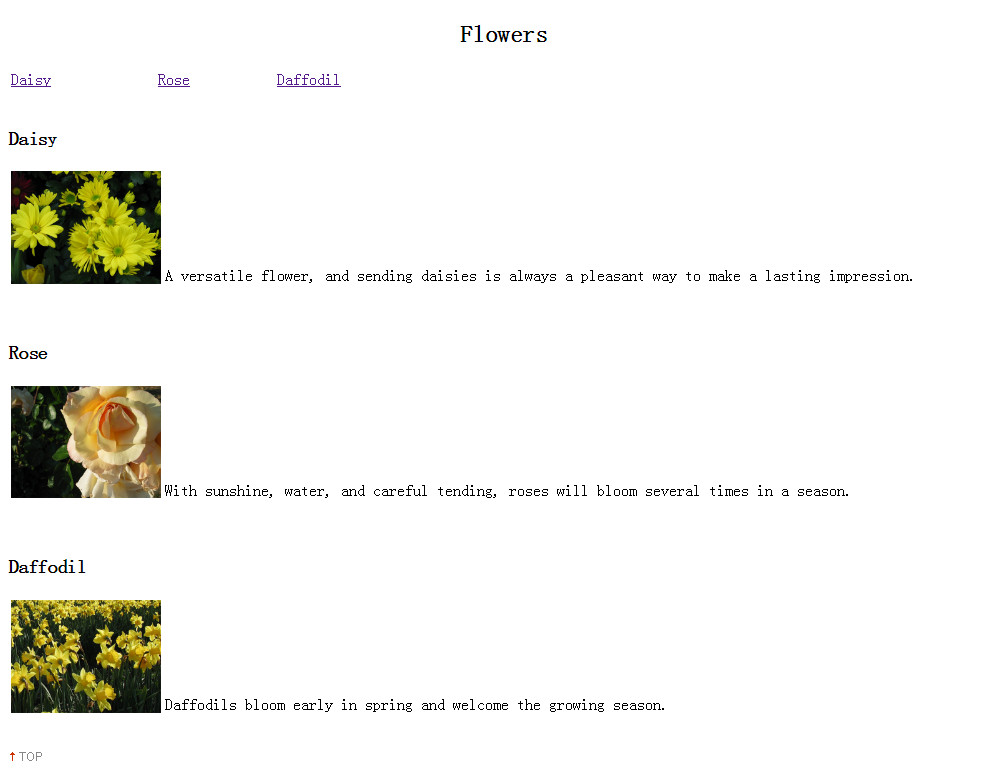 Flowers
Daisy Rose Daffodil
Daisy
A versatile flower, and sending daisies is always a pleasant way to make a lasting impression.
Rose
With sunshine, water, and careful tending, roses will bloom several times in a season.
Daffodil
Daffodils bloom early in spring and welcome the growing season.
↑ TOP